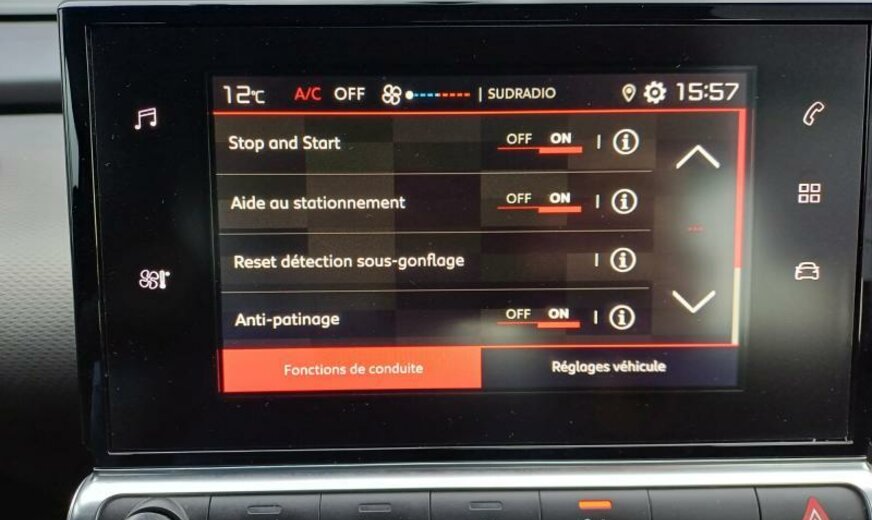 12°C A/C OFF | SUDRADIO 15:57
Stop and Start OFF ON
Aide au stationnement OFF ON
Reset détection sous-gonflage
Anti-patinage OFF ON
Fonctions de conduite Réglages véhicule